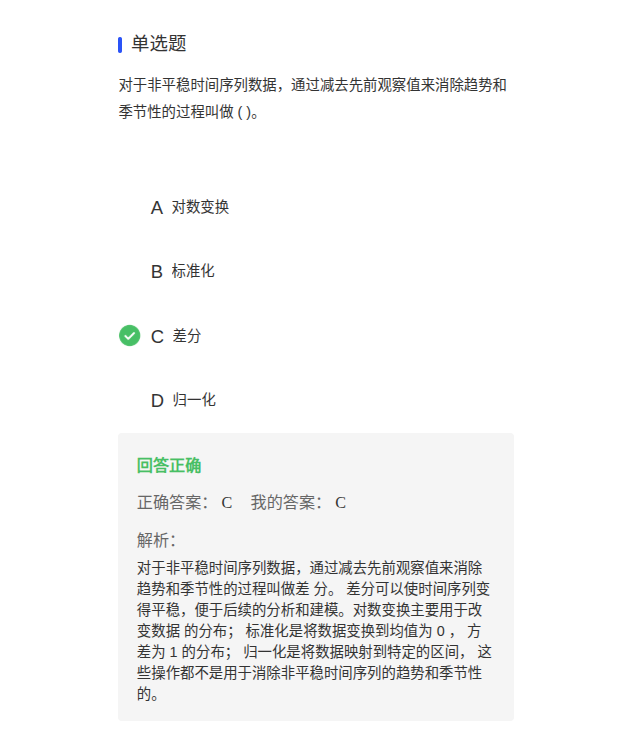 单选题
对于非平稳时间序列数据，通过减去先前观察值来消除趋势和
季节性的过程叫做 ( )。
A 对数变换
B 标准化
C 差分
D 归一化
回答正确
正确答案： C 我的答案： C
解析：
对于非平稳时间序列数据，通过减去先前观察值来消除
趋势和季节性的过程叫做差 分。 差分可以使时间序列变
得平稳，便于后续的分析和建模。对数变换主要用于改
变数据 的分布； 标准化是将数据变换到均值为 0 ， 方
差为 1 的分布； 归一化是将数据映射到特定的区间， 这
些操作都不是用于消除非平稳时间序列的趋势和季节性
的。